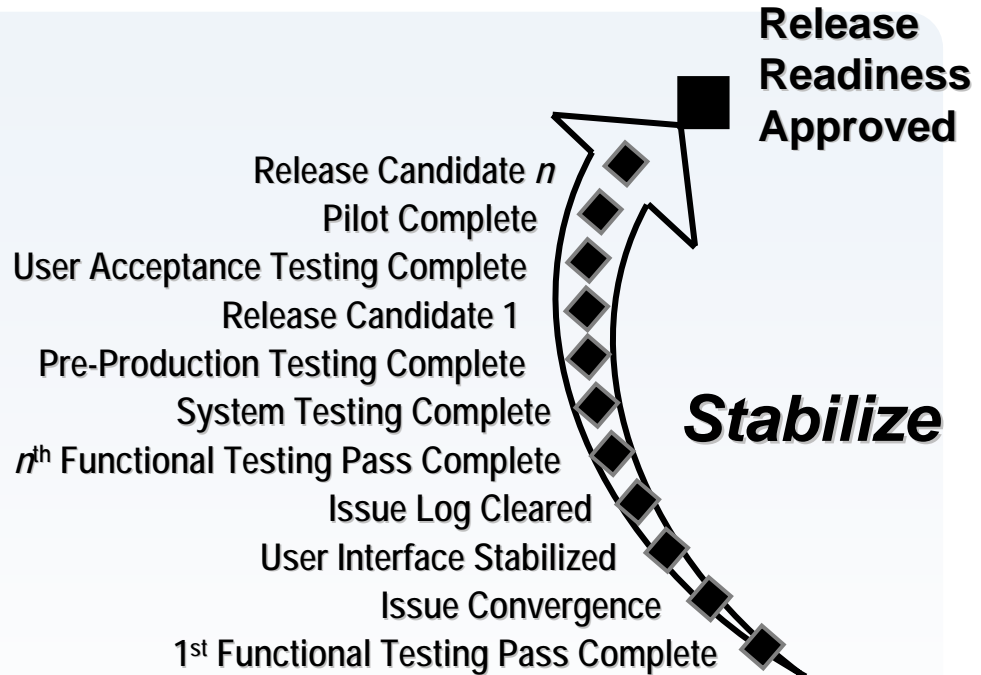 Release
Readiness
Approved
Release Candidate n
Pilot Complete
User Acceptance Testing Complete
Release Candidate 1
Pre-Production Testing Complete
System Testing Complete
nth Functional Testing Pass Complete
Issue Log Cleared
User Interface Stabilized
Issue Convergence
1st Functional Testing Pass Complete
Stabilize